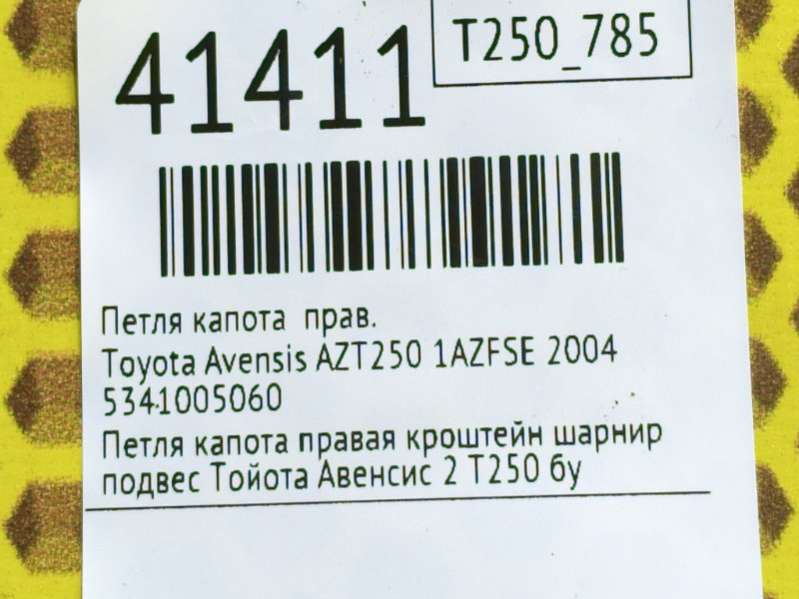 T250_785
41411
Петля капота прав.
Toyota Avensis AZT250 1AZFSE 2004
5341005060
Петля капота правая кроштейн шарнир
подвес Тойота Авенсис 2 Т250 бу